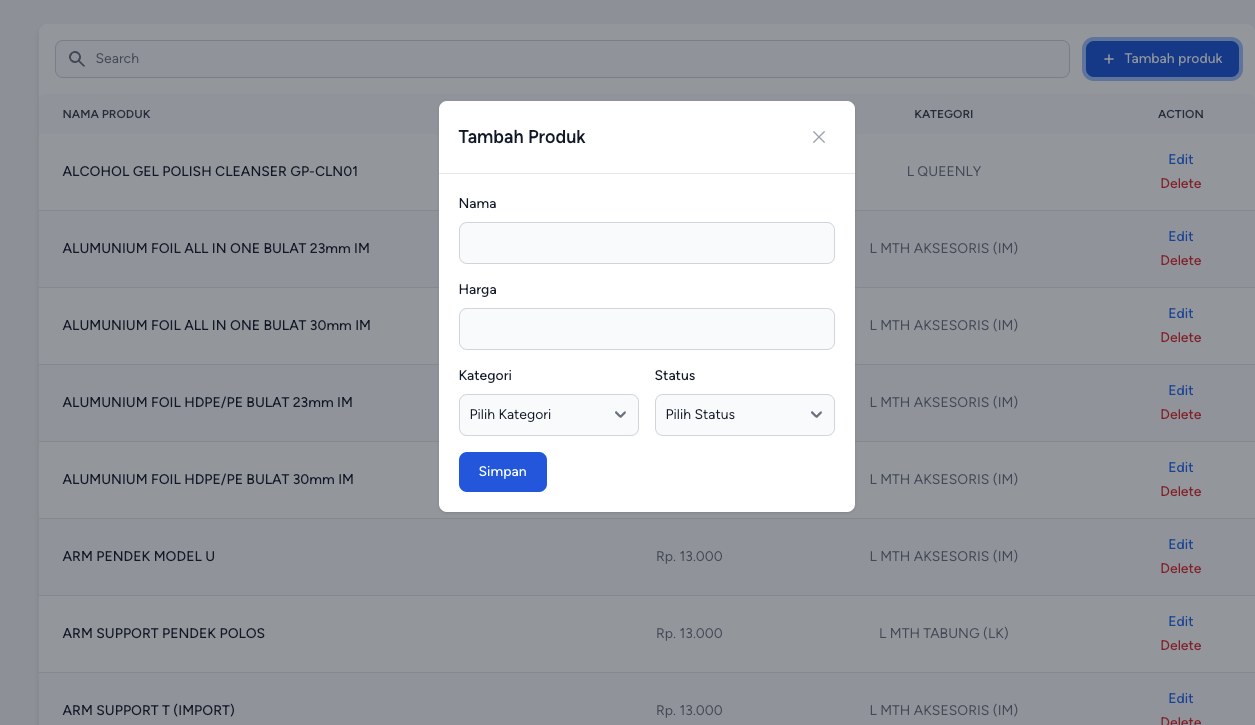 Search
+ Tambah produk
NAMA PRODUK KATEGORI ACTION
Tambah Produk
ALCOHOL GEL POLISH CLEANSER GP-CLN01 L QUEENLY Edit
Delete
Nama
ALUMUNIUM FOIL ALL IN ONE BULAT 23mm IM L MTH AKSESORIS (IM) Edit
Delete
Harga
ALUMUNIUM FOIL ALL IN ONE BULAT 30mm IM L MTH AKSESORIS (IM) Edit
Delete
Kategori Status
Pilih Kategori Pilih Status
ALUMUNIUM FOIL HDPE/PE BULAT 23mm IM L MTH AKSESORIS (IM) Edit
Delete
Simpan
ALUMUNIUM FOIL HDPE/PE BULAT 30mm IM L MTH AKSESORIS (IM) Edit
Delete
ARM PENDEK MODEL U Rp. 13.000 L MTH AKSESORIS (IM) Edit
Delete
ARM SUPPORT PENDEK POLOS Rp. 13.000 L MTH TABUNG (LK) Edit
Delete
ARM SUPPORT T (IMPORT) Rp. 13.000 L MTH AKSESORIS (IM) Edit
Delete